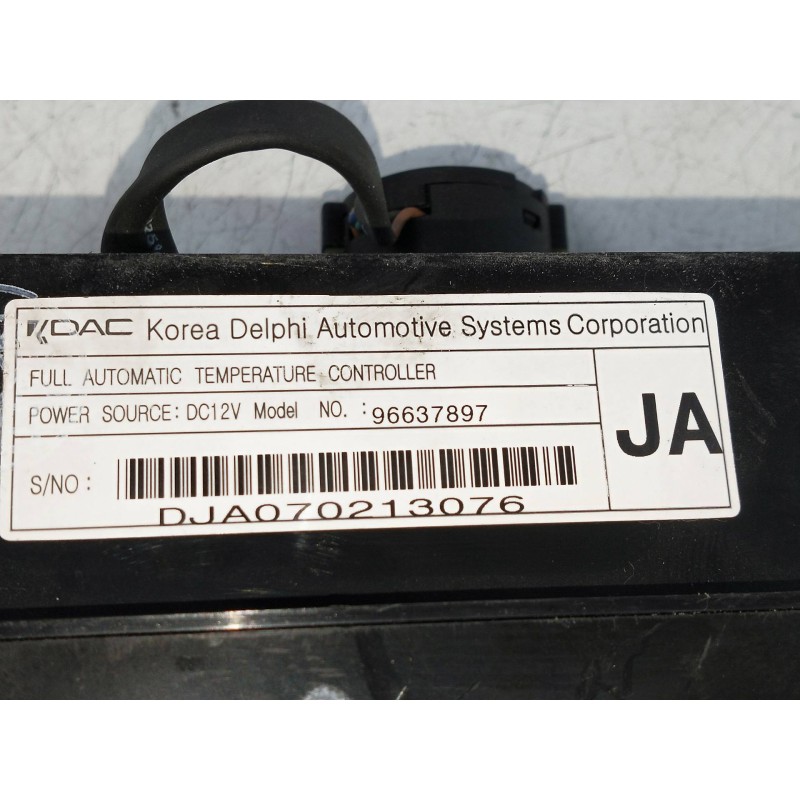 KDAC Korea Delphi Automotive Systems Corporation
FULL AUTOMATIC TEMPERATURE CONTROLLER
POWER SOURCE: DC12V Model NO. : 96637897
JA
S/NO :
DJA070213076